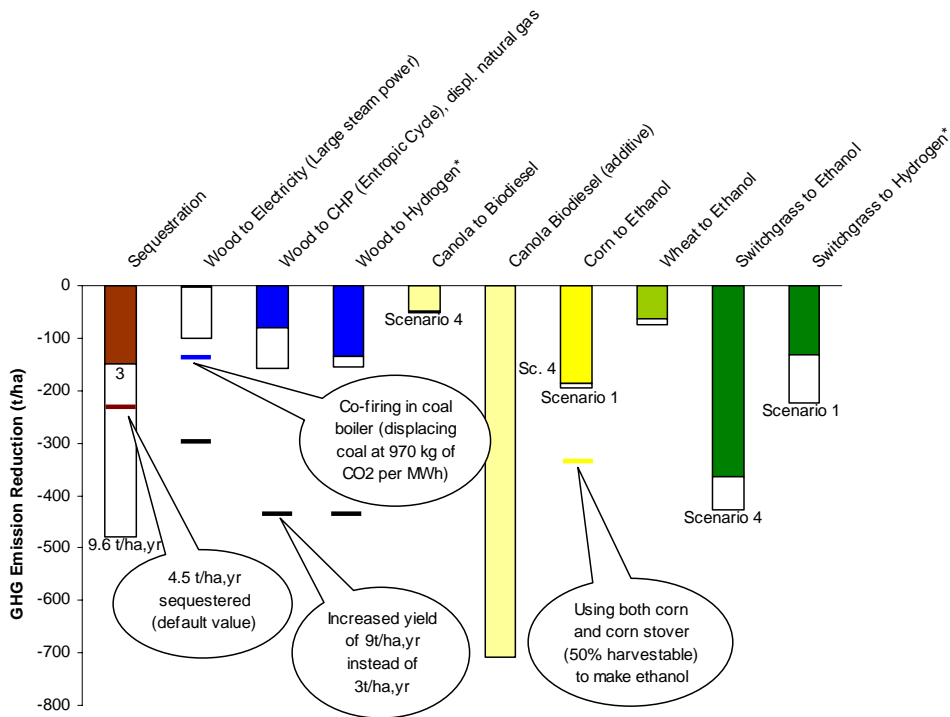 Sequestration
Wood to Electricity (Large steam power)
Wood to CHP (Entropic Cycle), displ. natural gas
Wood to Hydrogen*
Canola to Biodiesel
Canola Biodiesel (additive)
Corn to Ethanol
Wheat to Ethanol
Switchgrass to Ethanol
Switchgrass to Hydrogen*
GHG Emission Reduction (t/ha)
0
-100
-200
-300
-400
-500
-600
-700
-800
3
9.6 t/ha,yr
Scenario 4
Sc. 4
Scenario 1
Scenario 4
Scenario 1
Co-firing in coal
boiler (displacing
coal at 970 kg of
CO2 per MWh)
4.5 t/ha,yr
sequestered
(default value)
Increased yield
of 9t/ha,yr
instead of
3t/ha,yr
Using both corn
and corn stover
(50% harvestable)
to make ethanol